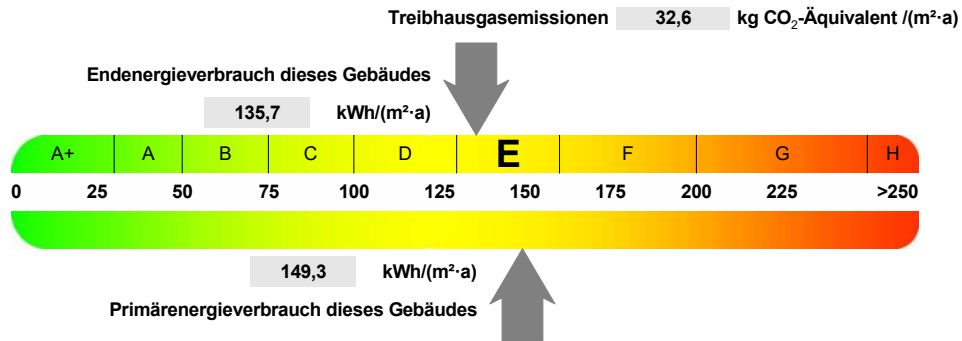 Treibhausgasemissionen 32,6 kg CO₂-Äquivalent /(m²·a)
Endenergieverbrauch dieses Gebäudes
135,7 kWh/(m²·a)
A+ A B C D E F G H
0 25 50 75 100 125 150 175 200 225 >250
149,3 kWh/(m²·a)
Primärenergieverbrauch dieses Gebäudes